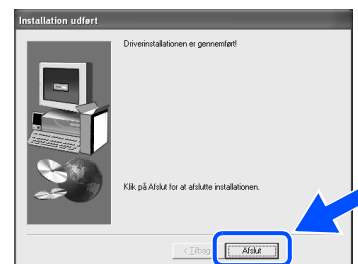 Installation udført
Driverinstallationen er gennemført!
Klik på Afslut for at afslutte installationen.
< Tilbage
Afslut